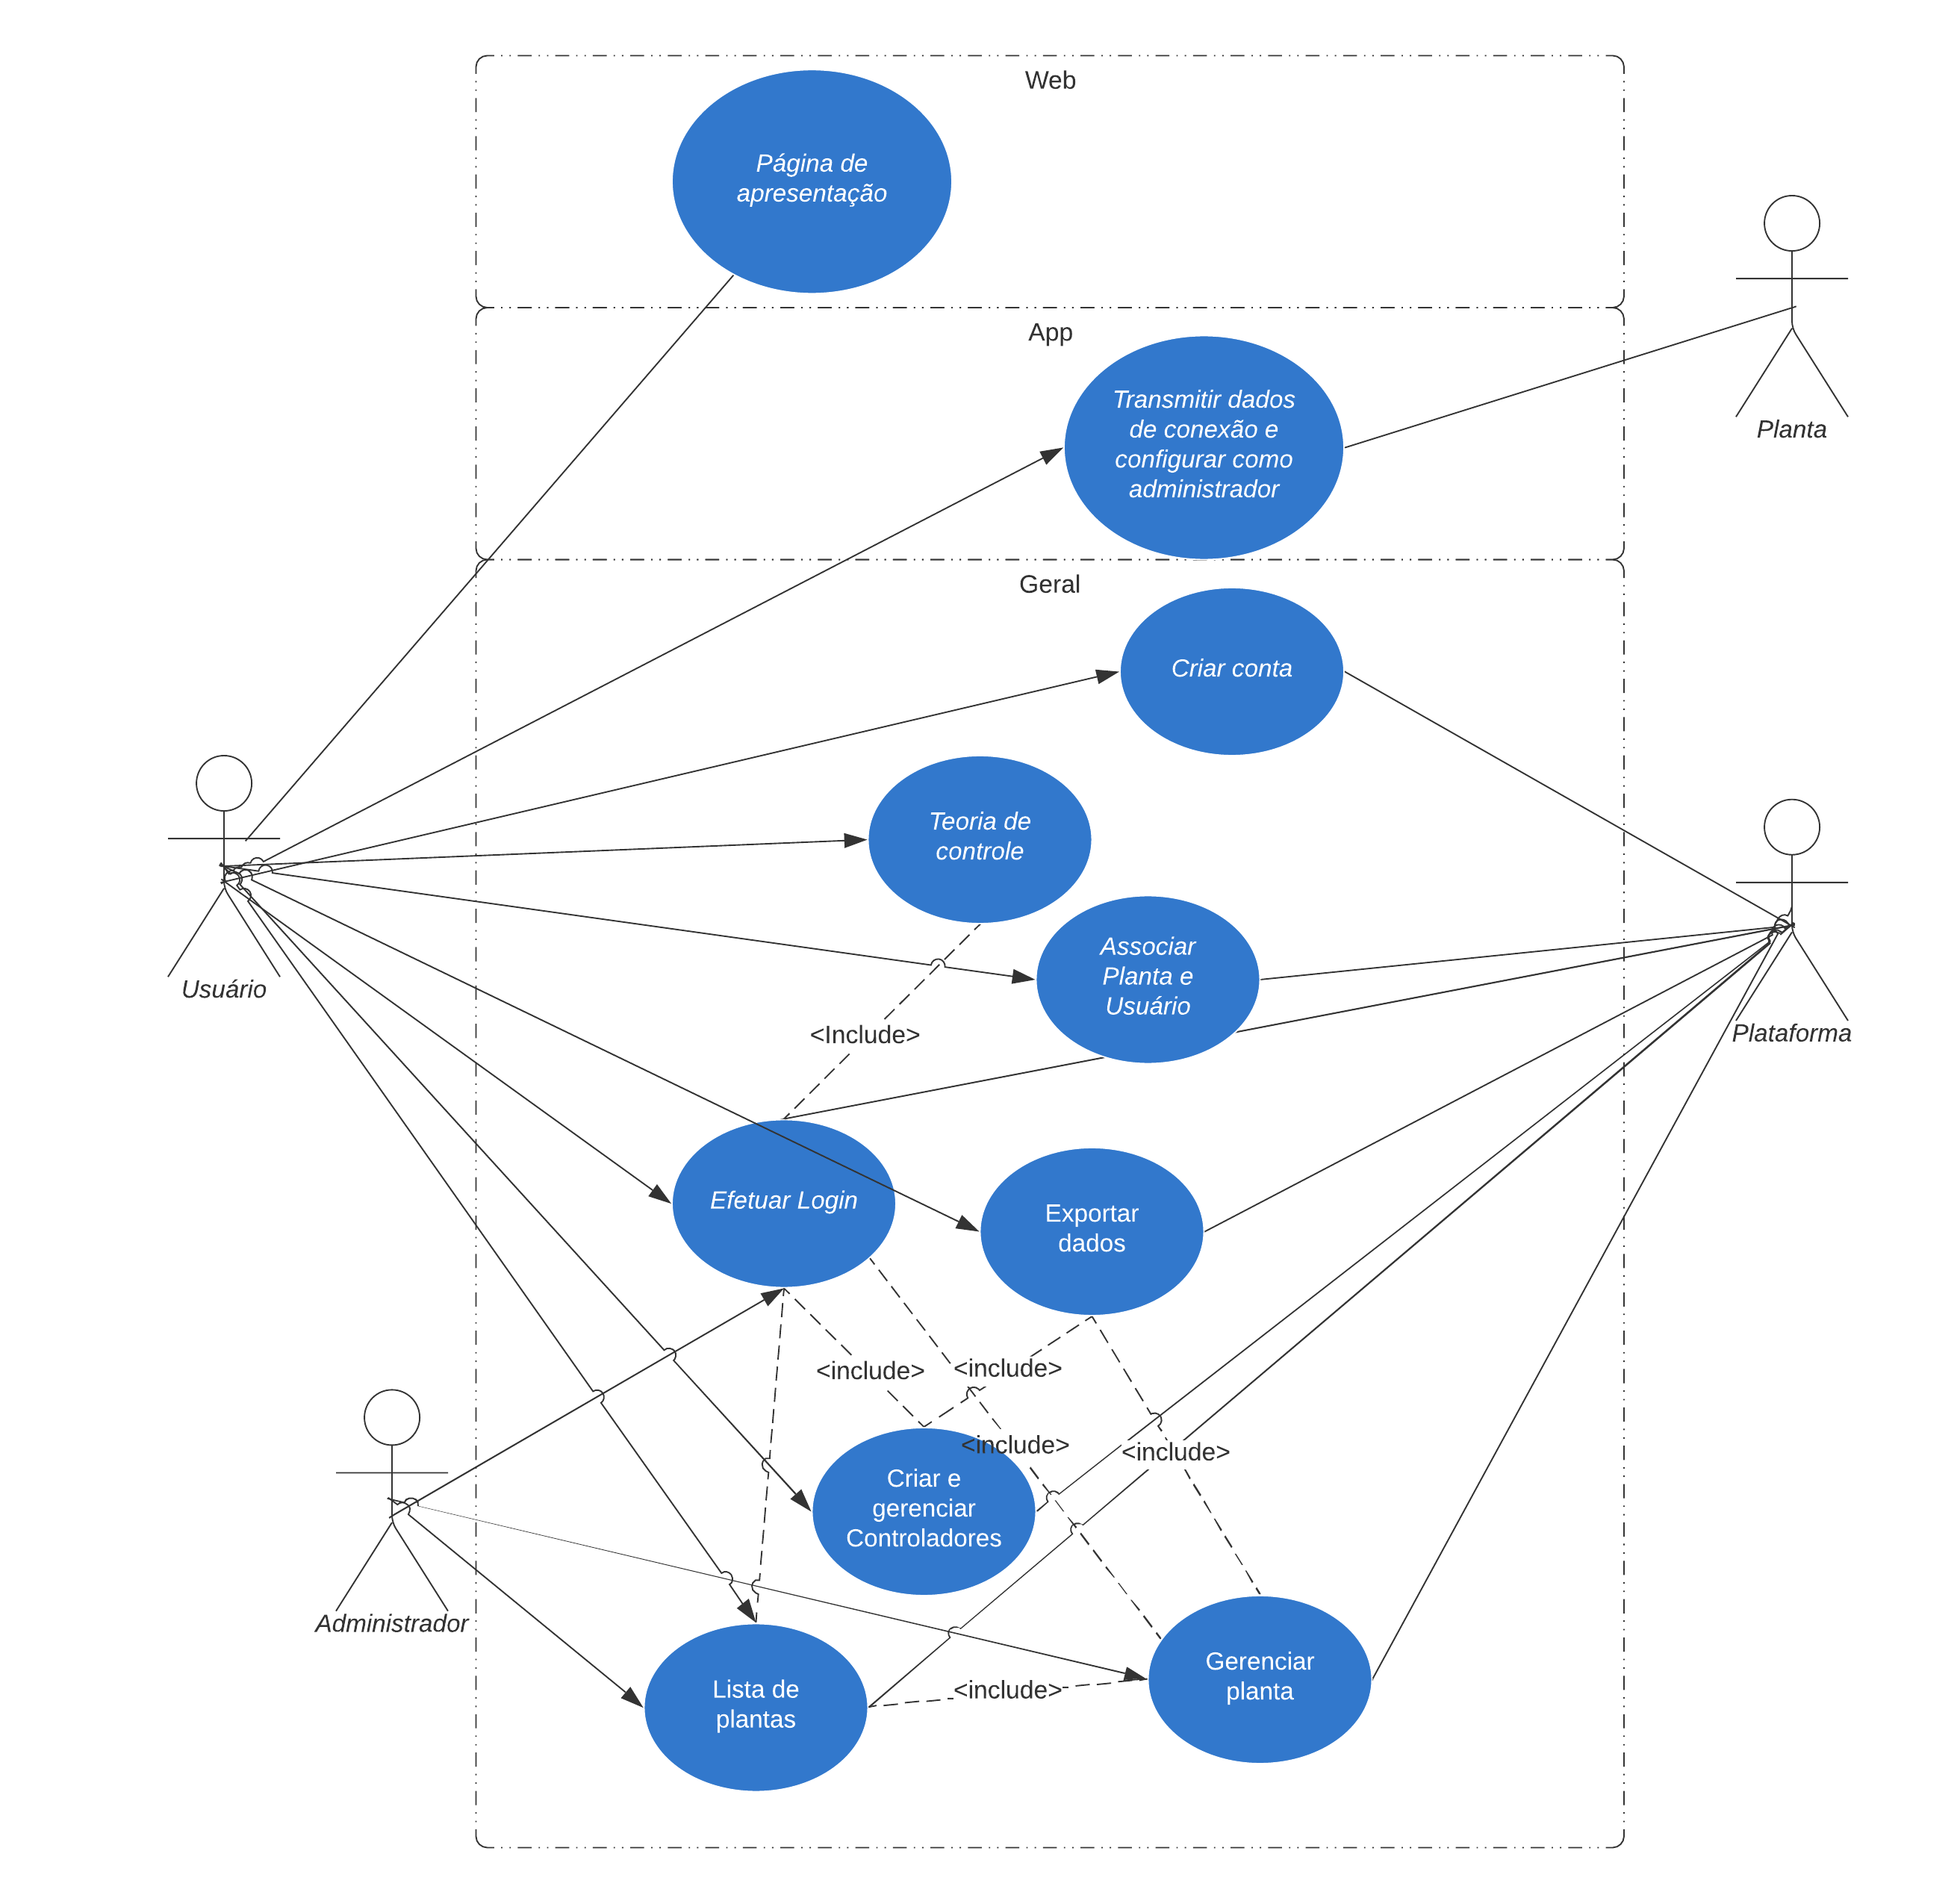 Web
Página de
apresentação
App
Transmitir dados
de conexão e
configurar como
administrador
Planta
Geral
Criar conta
Teoria de
controle
Associar
Planta e
Usuário
Usuário
<Include>
Plataforma
Efetuar Login
Exportar
dados
<include>
<include>
<include>
<include>
Criar e
gerenciar
Controladores
Administrador
Lista de
plantas
<include>
Gerenciar
planta